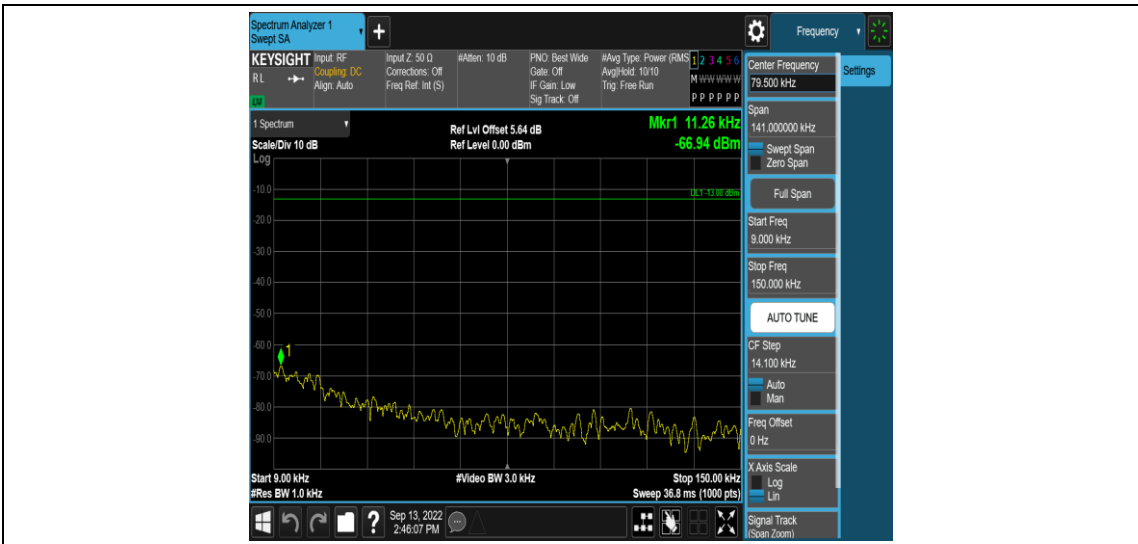 Spectrum Analyzer 1
Swept SA
+
Frequency
KEYSIGHT
RL
LXI
Input: RF
Coupling: DC
Align: Auto
Input Z: 50 Ω
Corrections: Off
Freq Ref: Int (S)
#Atten: 10 dB
PNO: Best Wide
Gate: Off
IF Gain: Low
Sig Track: Off
#Avg Type: Power (RMS
Avg|Hold: 10/10
Trig: Free Run
1 2 3 4 5 6
M W W W W W
P P P P P P
1 Spectrum
Scale/Div 10 dB
Ref Lvl Offset 5.64 dB
Ref Level 0.00 dBm
Mkr1 11.26 kHz
-66.94 dBm
Log
DL1 -13.00 dBm
-10.0
-20.0
-30.0
-40.0
-50.0
-60.0
1
-70.0
-80.0
-90.0
Start 9.00 kHz
#Res BW 1.0 kHz
#Video BW 3.0 kHz
Stop 150.00 kHz
Sweep 36.8 ms (1000 pts)
?
Sep 13, 2022
2:46:07 PM
Center Frequency
79.500 kHz
Settings
Span
141.000000 kHz
Swept Span
Zero Span
Full Span
Start Freq
9.000 kHz
Stop Freq
150.000 kHz
AUTO TUNE
CF Step
14.100 kHz
Auto
Man
Freq Offset
0 Hz
X Axis Scale
Log
Lin
Signal Track
(Span Zoom)